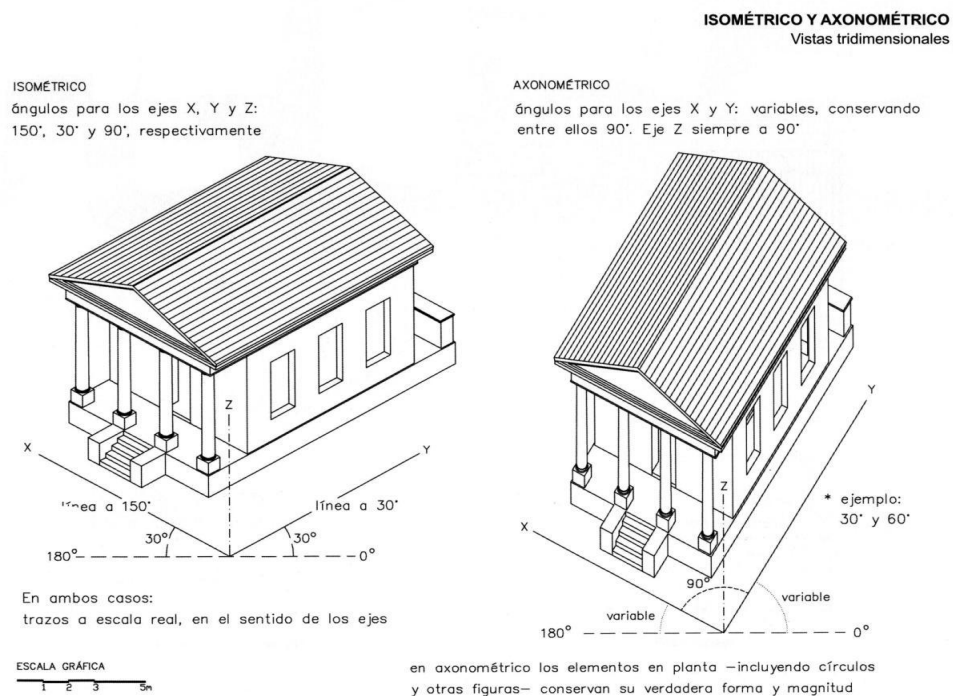 ISOMÉTRICO Y AXONOMÉTRICO
Vistas tridimensionales
ISOMÉTRICO
ángulos para los ejes X, Y y Z:
150°, 30° y 90°, respectivamente
Z
X
Y
línea a 150°
línea a 30°
30°
30°
180°
0°
En ambos casos:
trazos a escala real, en el sentido de los ejes
ESCALA GRÁFICA
1 2 3 5m
AXONOMÉTRICO
ángulos para los ejes X y Y: variables, conservando
entre ellos 90°. Eje Z siempre a 90°
Y
Z
* ejemplo:
30° y 60°
X
90°
variable
variable
180°
0°
en axonométrico los elementos en planta –incluyendo círculos
y otras figuras– conservan su verdadera forma y magnitud